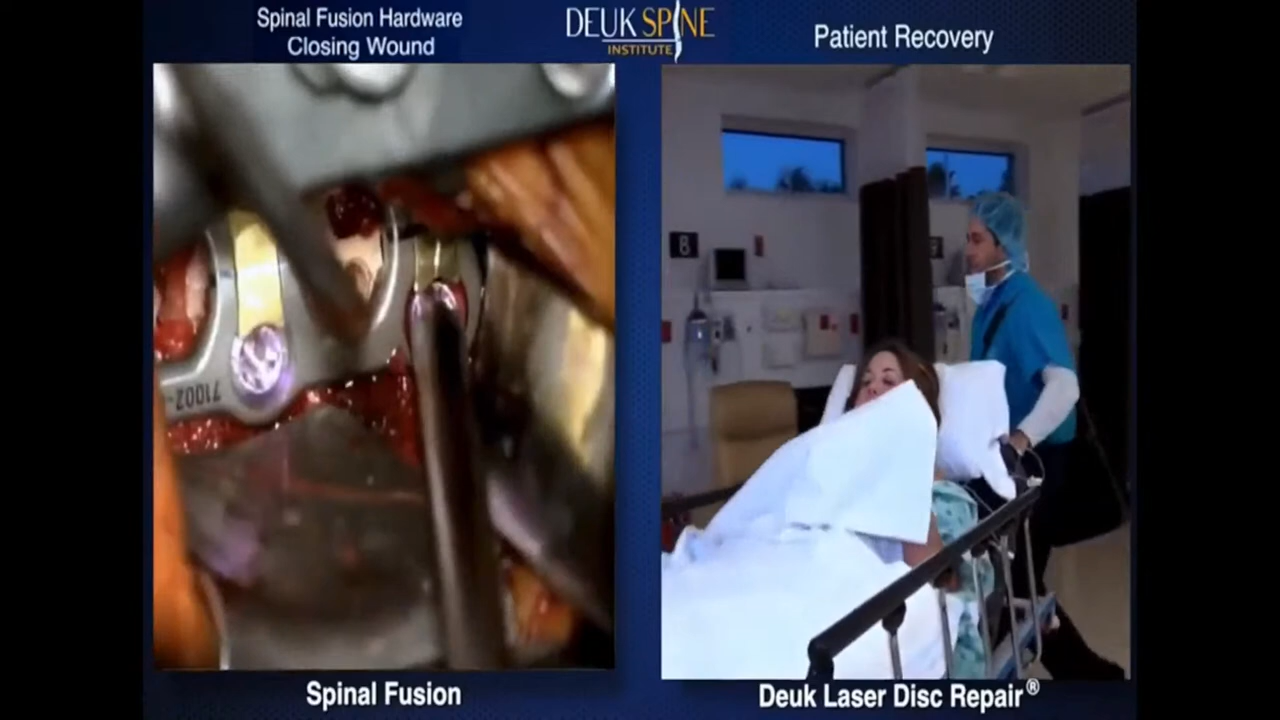 Spinal Fusion Hardware
Closing Wound
DEUK SPINE
INSTITUTE
Patient Recovery
71002-
8
Spinal Fusion
Deuk Laser Disc Repair®